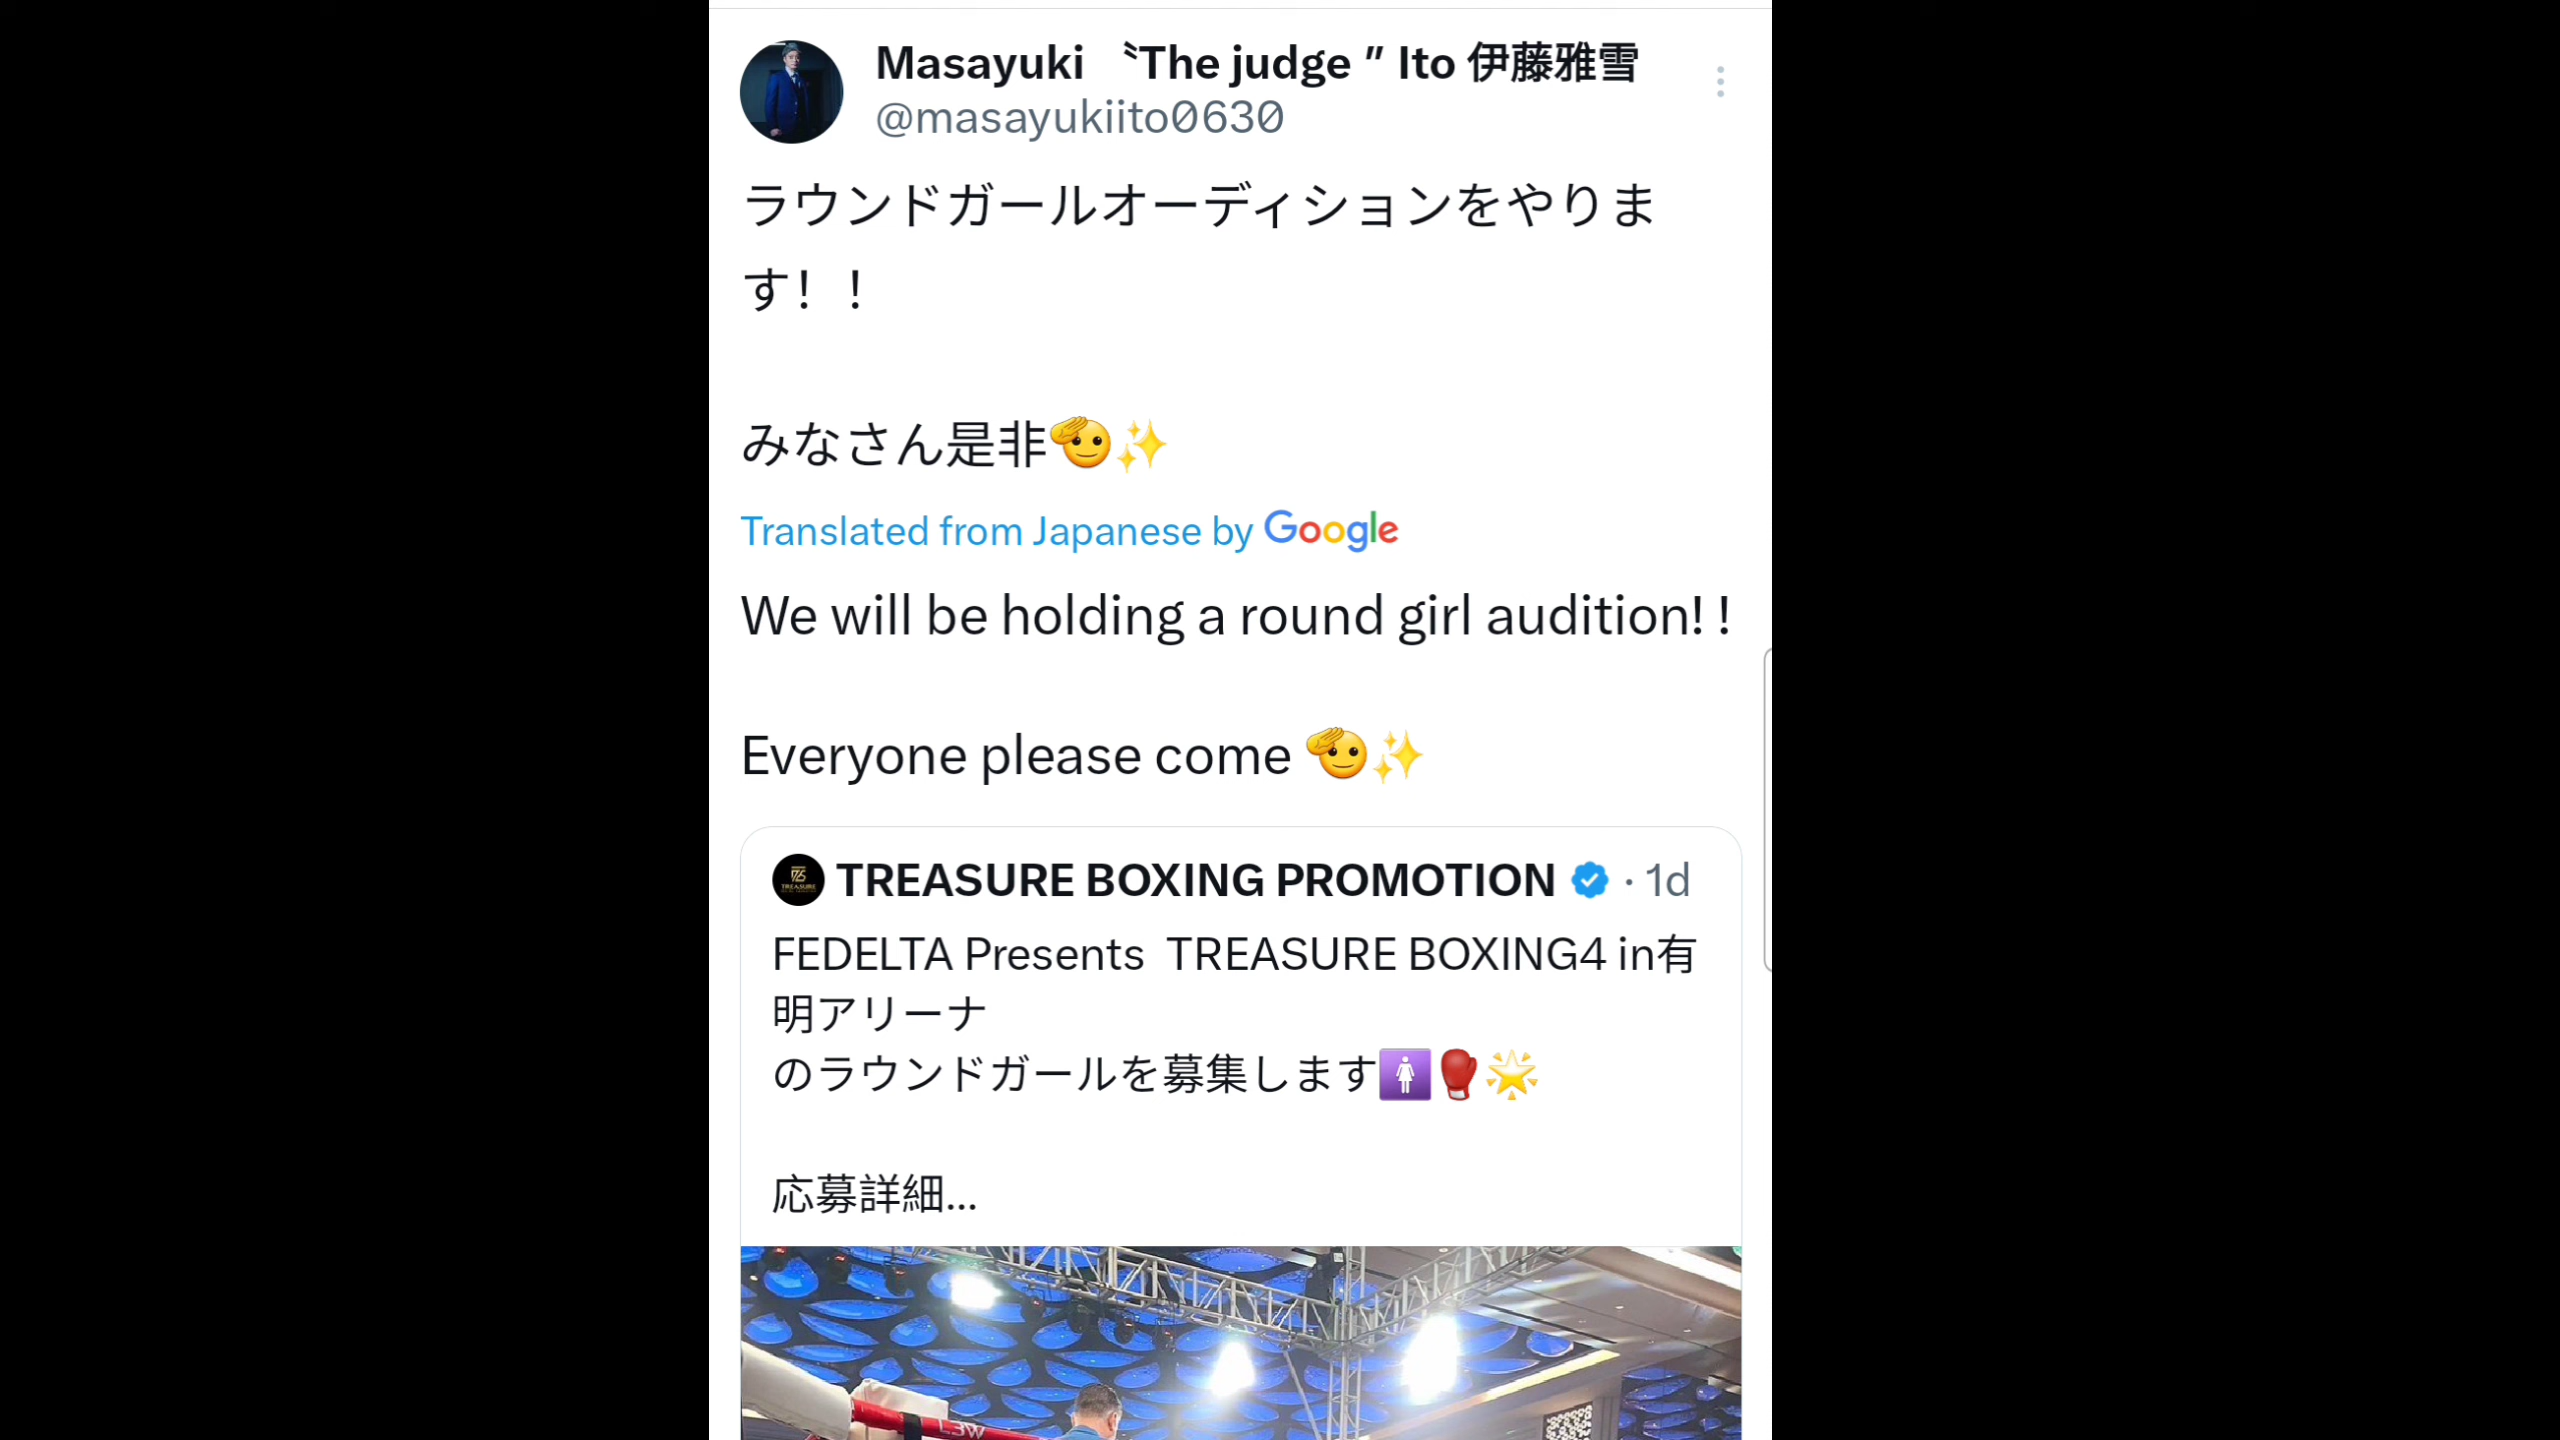 Masayuki 〝The judge ″ Ito 伊藤雅雪
@masayukiito0630
ラウンドガールオーディションをやりま
す！！
みなさん是非🫡✨
Translated from Japanese by Google
We will be holding a round girl audition! !
Everyone please come 🫡✨
TREASURE BOXING PROMOTION · 1d
FEDELTA Presents  TREASURE BOXING4 in有
明アリーナ
のラウンドガールを募集します🚺🥊🌟
応募詳細...